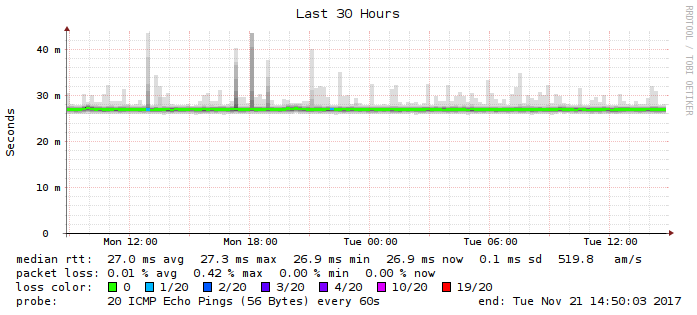 Last 30 Hours
RRDTOOL / TOBI OETIKER
Seconds
40 m
30 m
20 m
10 m
0
Mon 12:00 Mon 18:00 Tue 00:00 Tue 06:00 Tue 12:00
median rtt: 27.0 ms avg 27.3 ms max 26.9 ms min 26.9 ms now 0.1 ms sd 519.8 am/s
packet loss: 0.01 % avg 0.42 % max 0.00 % min 0.00 % now
loss color: 0 1/20 2/20 3/20 4/20 10/20 19/20
probe: 20 ICMP Echo Pings (56 Bytes) every 60s end: Tue Nov 21 14:50:03 2017